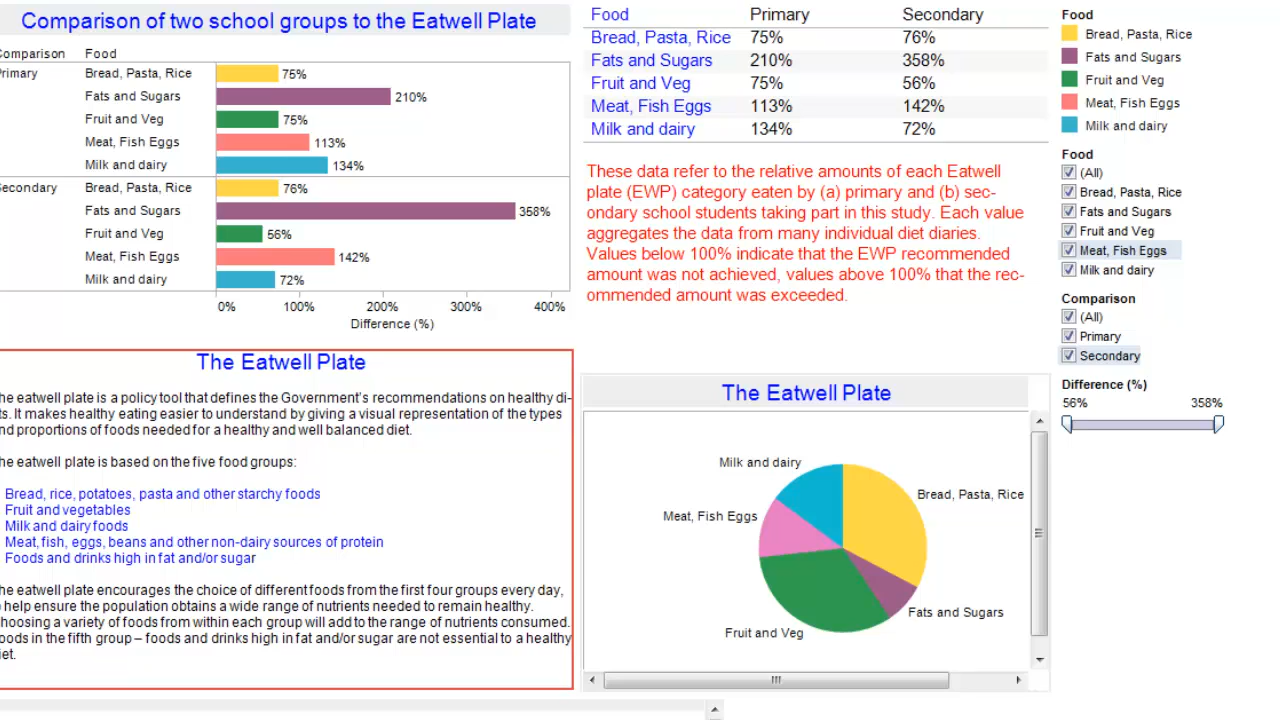 Comparison of two school groups to the Eatwell Plate
omparison Food
rimary Bread, Pasta, Rice 75%
Fats and Sugars 210%
Fruit and Veg 75%
Meat, Fish Eggs 113%
Milk and dairy 134%
econdary Bread, Pasta, Rice 76%
Fats and Sugars 358%
Fruit and Veg 56%
Meat, Fish Eggs 142%
Milk and dairy 72%
0% 100% 200% 300% 400%
Difference (%)
Food Primary Secondary
Bread, Pasta, Rice 75% 76%
Fats and Sugars 210% 358%
Fruit and Veg 75% 56%
Meat, Fish Eggs 113% 142%
Milk and dairy 134% 72%
These data refer to the relative amounts of each Eatwell
plate (EWP) category eaten by (a) primary and (b) sec-
ondary school students taking part in this study. Each value
aggregates the data from many individual diet diaries.
Values below 100% indicate that the EWP recommended
amount was not achieved, values above 100% that the rec-
ommended amount was exceeded.
Food
Bread, Pasta, Rice
Fats and Sugars
Fruit and Veg
Meat, Fish Eggs
Milk and dairy
Food
(All)
Bread, Pasta, Rice
Fats and Sugars
Fruit and Veg
Meat, Fish Eggs
Milk and dairy
Comparison
(All)
Primary
Secondary
Difference (%)
56% 358%
The Eatwell Plate
he eatwell plate is a policy tool that defines the Government's recommendations on healthy di-
ts. It makes healthy eating easier to understand by giving a visual representation of the types
nd proportions of foods needed for a healthy and well balanced diet.
he eatwell plate is based on the five food groups:
Bread, rice, potatoes, pasta and other starchy foods
Fruit and vegetables
Milk and dairy foods
Meat, fish, eggs, beans and other non-dairy sources of protein
Foods and drinks high in fat and/or sugar
he eatwell plate encourages the choice of different foods from the first four groups every day,
help ensure the population obtains a wide range of nutrients needed to remain healthy.
hoosing a variety of foods from within each group will add to the range of nutrients consumed.
oods in the fifth group – foods and drinks high in fat and/or sugar are not essential to a healthy
iet.
The Eatwell Plate
Milk and dairy
Bread, Pasta, Rice
Meat, Fish Eggs
Fats and Sugars
Fruit and Veg